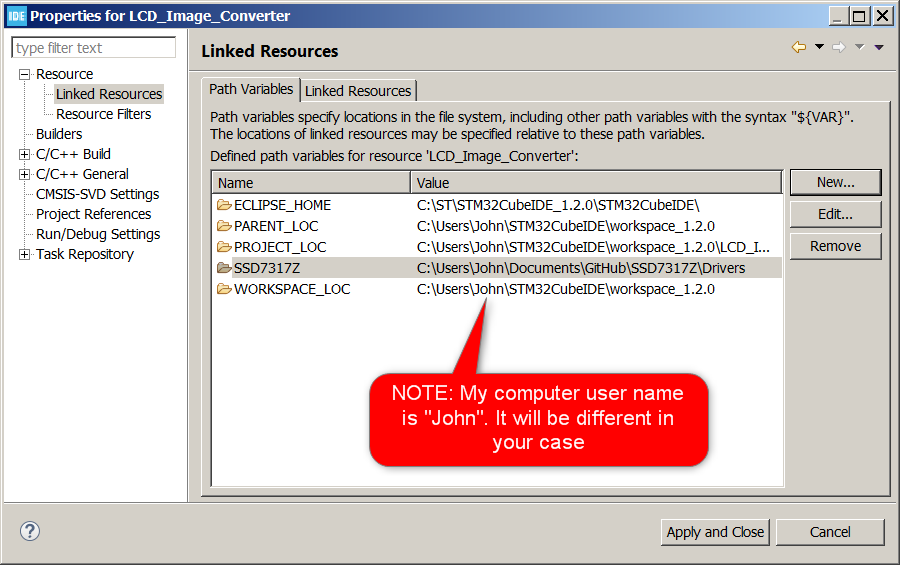 IDE Properties for LCD_Image_Converter
type filter text
Resource
Linked Resources
Resource Filters
Builders
C/C++ Build
C/C++ General
CMSIS-SVD Settings
Project References
Run/Debug Settings
Task Repository
Linked Resources
Path Variables Linked Resources
Path variables specify locations in the file system, including other path variables with the syntax "${VAR}".
The locations of linked resources may be specified relative to these path variables.
Defined path variables for resource 'LCD_Image_Converter':
Name Value
ECLIPSE_HOME C:\ST\STM32CubeIDE_1.2.0\STM32CubeIDE\
PARENT_LOC C:\Users\John\STM32CubeIDE\workspace_1.2.0
PROJECT_LOC C:\Users\John\STM32CubeIDE\workspace_1.2.0\LCD_I...
SSD7317Z C:\Users\John\Documents\GitHub\SSD7317Z\Drivers
WORKSPACE_LOC C:\Users\John\STM32CubeIDE\workspace_1.2.0
New...
Edit...
Remove
NOTE: My computer user name
is "John". It will be different in
your case
?
Apply and Close Cancel